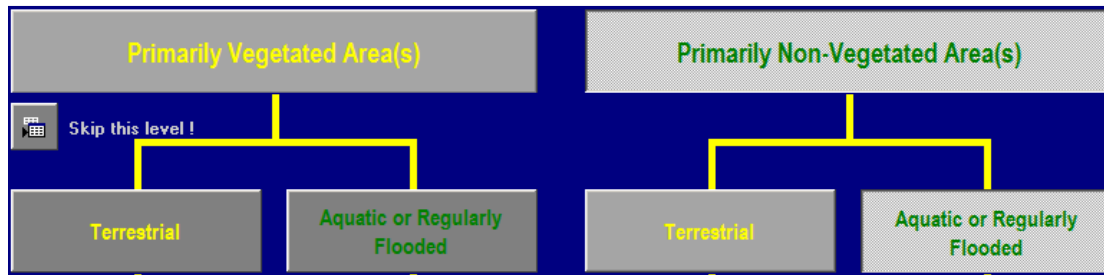 Primarily Vegetated Area(s)
Primarily Non-Vegetated Area(s)
Skip this level !
Terrestrial
Aquatic or Regularly
Flooded
Terrestrial
Aquatic or Regularly
Flooded